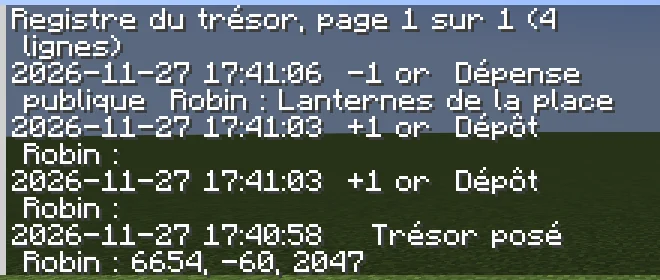 Registre du trésor, page 1 sur 1 (4
lignes)
2026-11-27 17:41:06 -1 or Dépense
publique Robin : Lanternes de la place
2026-11-27 17:41:03 +1 or Dépôt
Robin :
2026-11-27 17:41:03 +1 or Dépôt
Robin :
2026-11-27 17:40:58 Trésor posé
Robin : 6654, -60, 2047